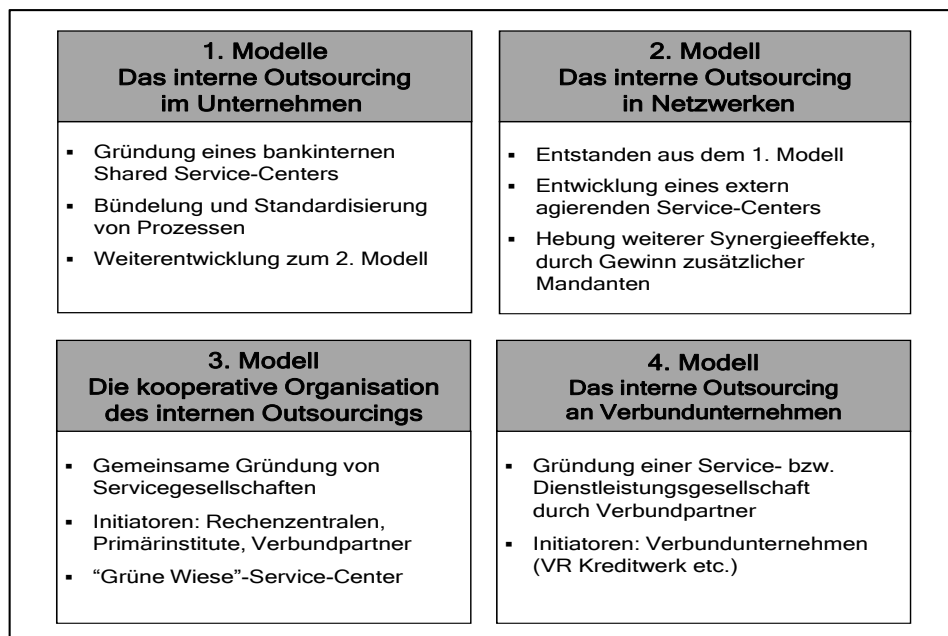 1. Modelle
Das interne Outsourcing
im Unternehmen
▪ Gründung eines bankinternen
Shared Service-Centers
▪ Bündelung und Standardisierung
von Prozessen
▪ Weiterentwicklung zum 2. Modell
2. Modell
Das interne Outsourcing
in Netzwerken
▪ Entstanden aus dem 1. Modell
▪ Entwicklung eines extern
agierenden Service-Centers
▪ Hebung weiterer Synergieeffekte,
durch Gewinn zusätzlicher
Mandanten
3. Modell
Die kooperative Organisation
des internen Outsourcings
▪ Gemeinsame Gründung von
Servicegesellschaften
▪ Initiatoren: Rechenzentralen,
Primärinstitute, Verbundpartner
▪ “Grüne Wiese”-Service-Center
4. Modell
Das interne Outsourcing
an Verbundunternehmen
▪ Gründung einer Service- bzw.
Dienstleistungsgesellschaft
durch Verbundpartner
▪ Initiatoren: Verbundunternehmen
(VR Kreditwerk etc.)